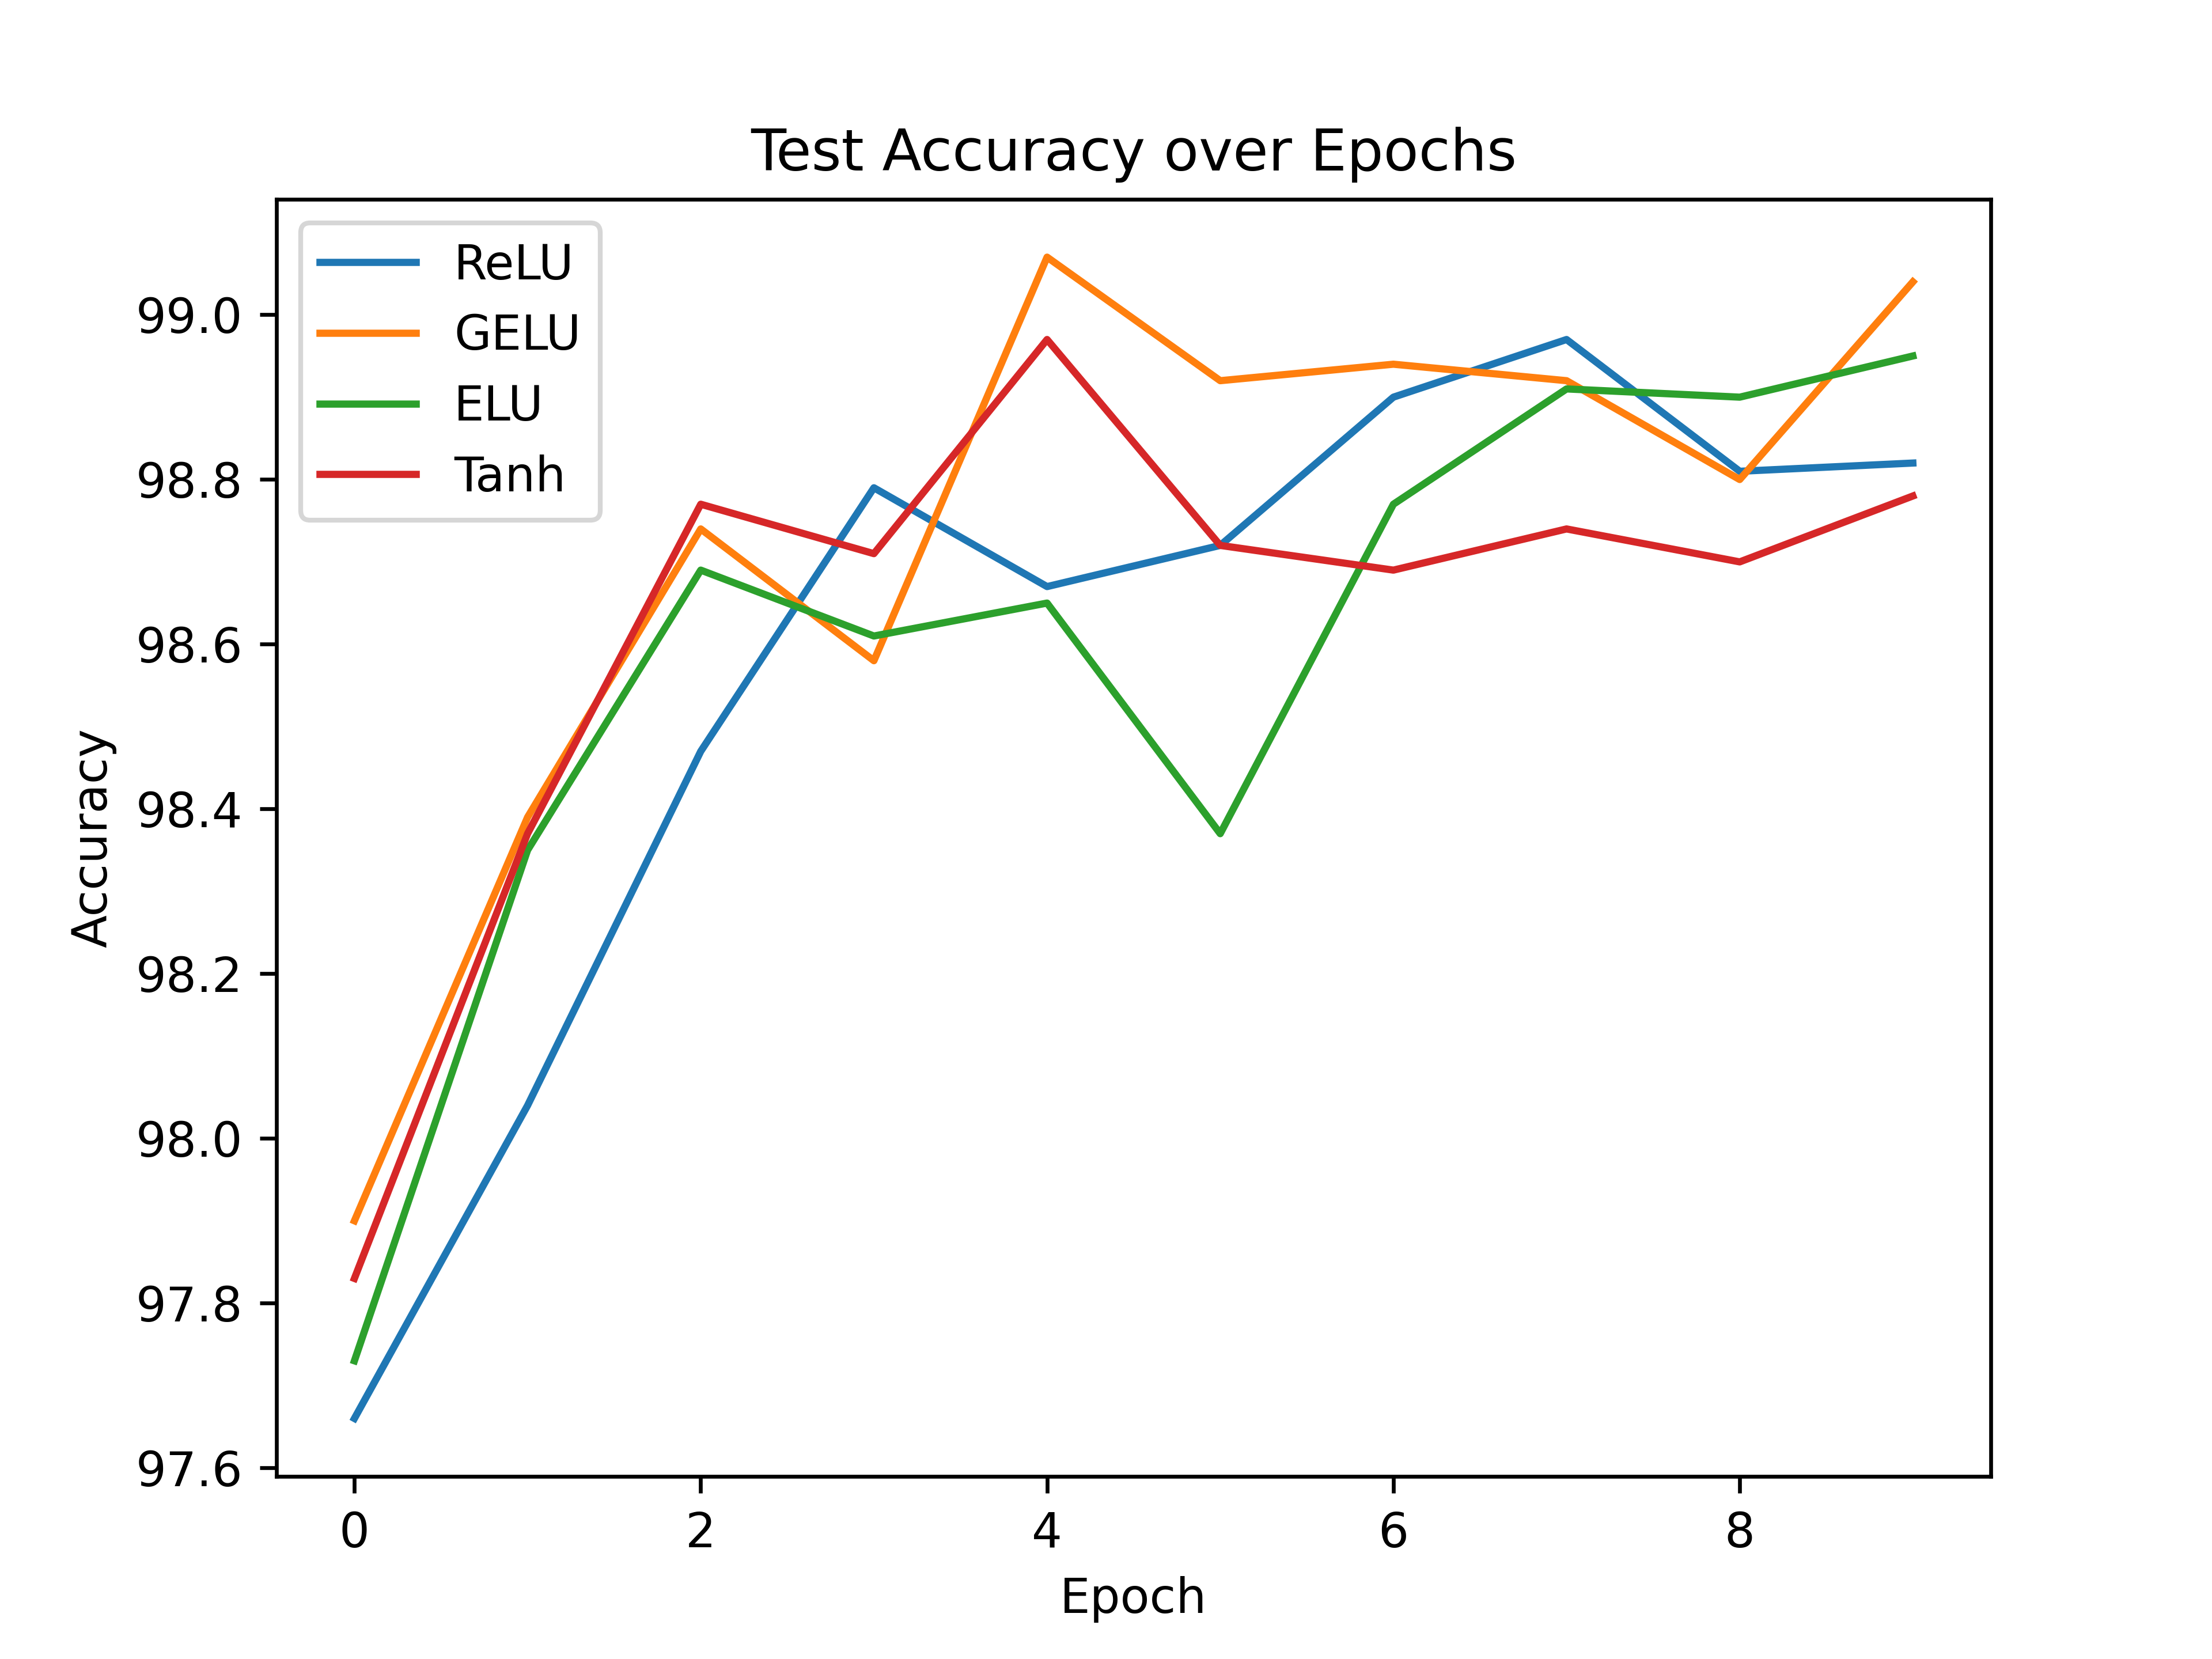 Test Accuracy over Epochs
ReLU
GELU
ELU
Tanh
99.0
98.8
98.6
98.4
98.2
98.0
97.8
97.6
Accuracy
0 2 4 6 8
Epoch